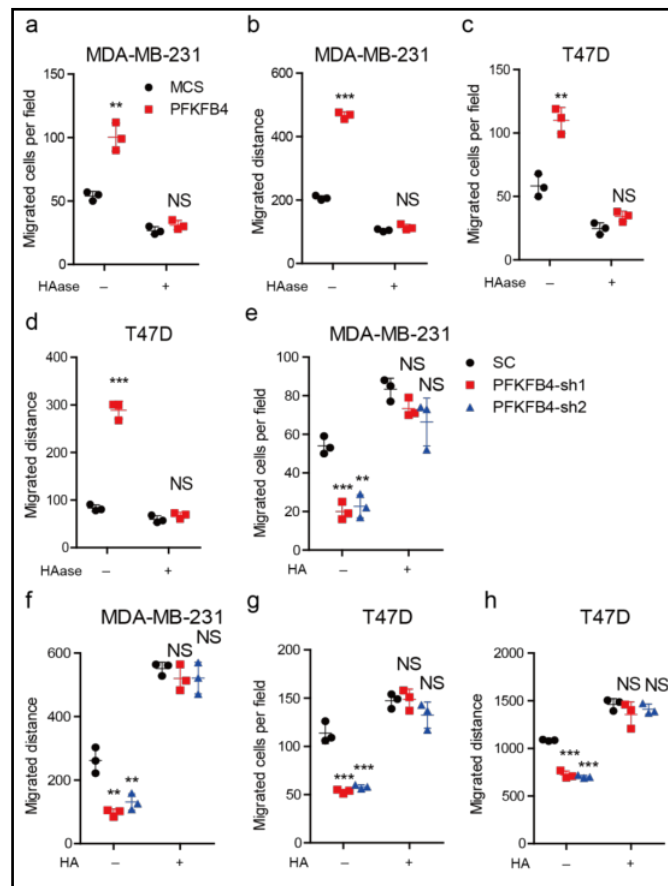 a
MDA-MB-231
Migrated cells per field
150
100
50
0
MCS
PFKFB4
**
NS
HAase
–
+
b
MDA-MB-231
Migrated distance
600
400
200
0
***
NS
–
+
c
T47D
Migrated cells per field
150
100
50
0
**
NS
–
+
d
T47D
Migrated distance
400
300
200
100
0
***
NS
HAase
–
+
e
MDA-MB-231
Migrated cells per field
100
80
60
40
20
0
***
**
NS
NS
HA
–
+
SC
PFKFB4-sh1
PFKFB4-sh2
f
MDA-MB-231
Migrated distance
600
400
200
0
**
**
NS
NS
HA
–
+
g
T47D
Migrated cells per field
200
150
100
50
0
***
***
NS
NS
–
+
h
T47D
Migrated distance
2000
1500
1000
500
0
***
***
NS
NS
–
+